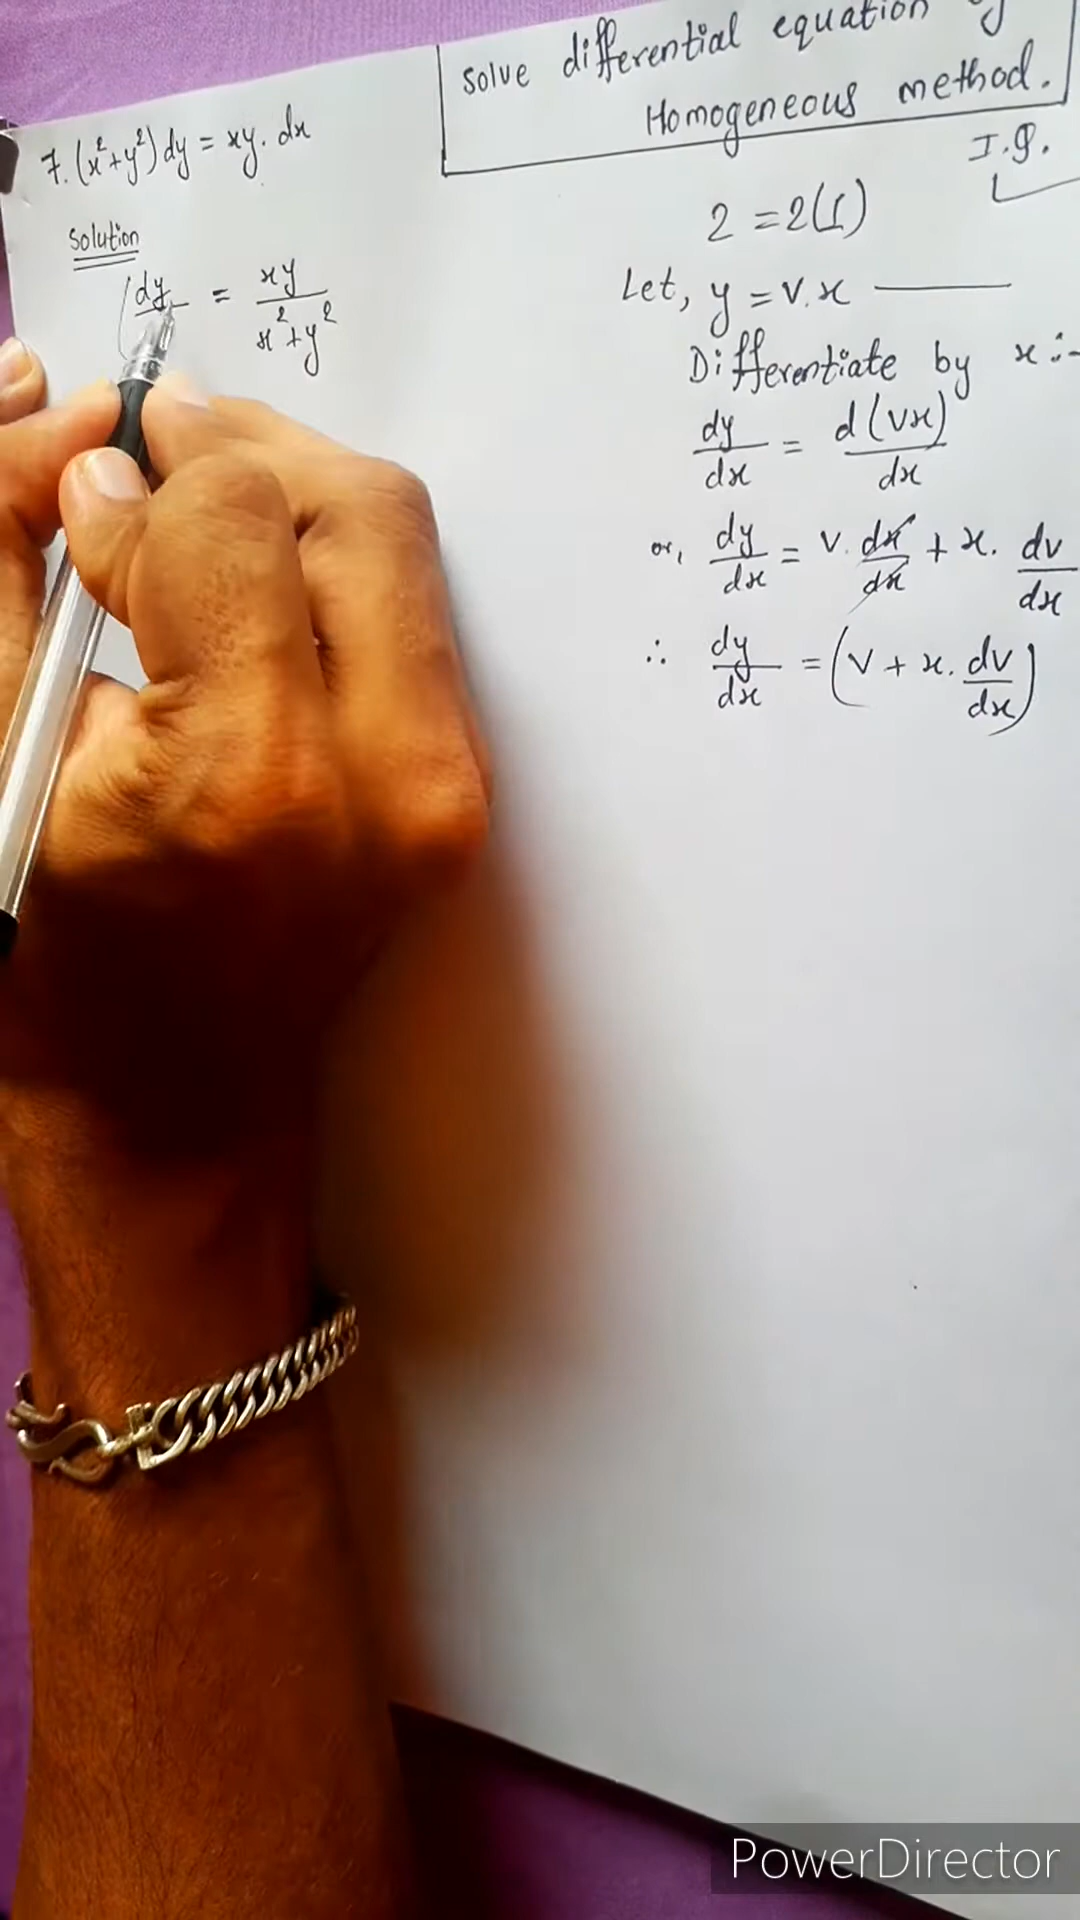 solve differential equation
Homogeneous method.
7. (x²+y²) dy = xy. dx
I.g.
Solution
dy = xy / x²+y²
2 = 2(1)
Let, y = v.x
Differentiate by x :-
dy/dx = d(vx)/dx
or, dy/dx = v. dx/dx + x. dv/dx
∴ dy/dx = (v + x. dv/dx)
PowerDirector